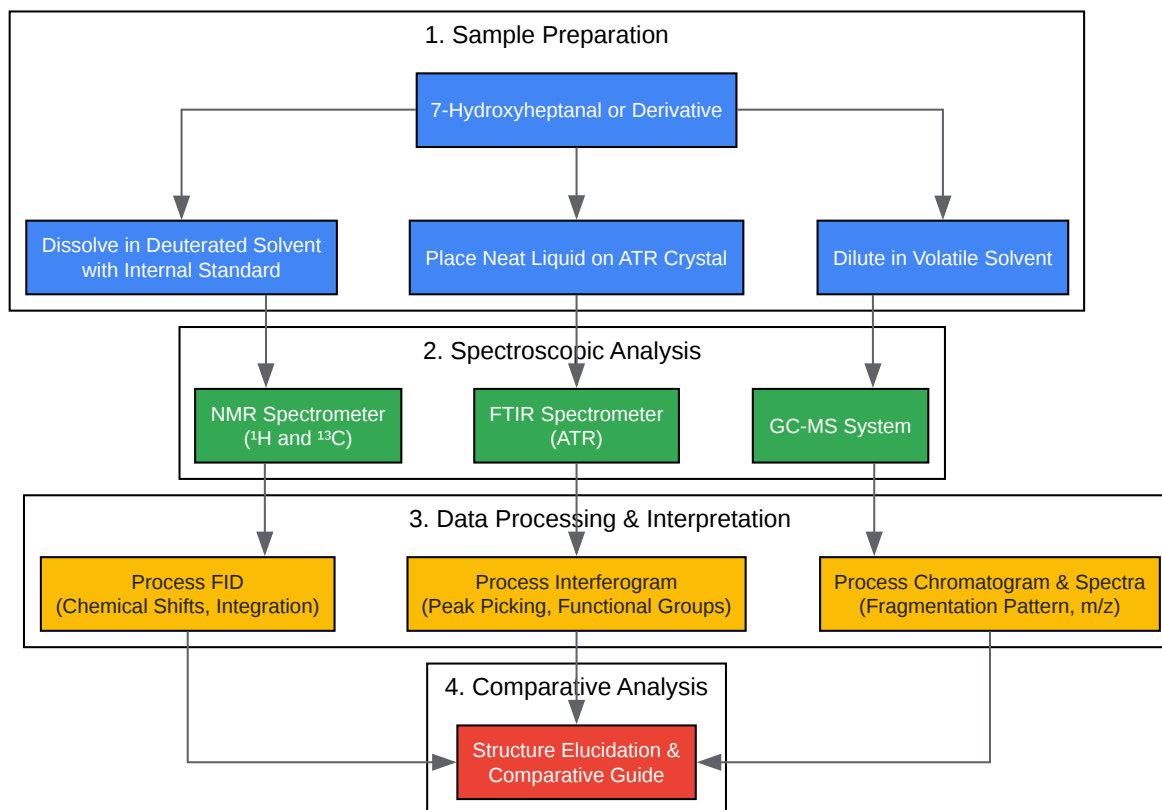 1. Sample Preparation
7-Hydroxyheptanal or Derivative
Dissolve in Deuterated Solvent
with Internal Standard
Place Neat Liquid on ATR Crystal
Dilute in Volatile Solvent
2. Spectroscopic Analysis
NMR Spectrometer
(¹H and ¹³C)
FTIR Spectrometer
(ATR)
GC-MS System
3. Data Processing & Interpretation
Process FID
(Chemical Shifts, Integration)
Process Interferogram
(Peak Picking, Functional Groups)
Process Chromatogram & Spectra
(Fragmentation Pattern, m/z)
4. Comparative Analysis
Structure Elucidation &
Comparative Guide